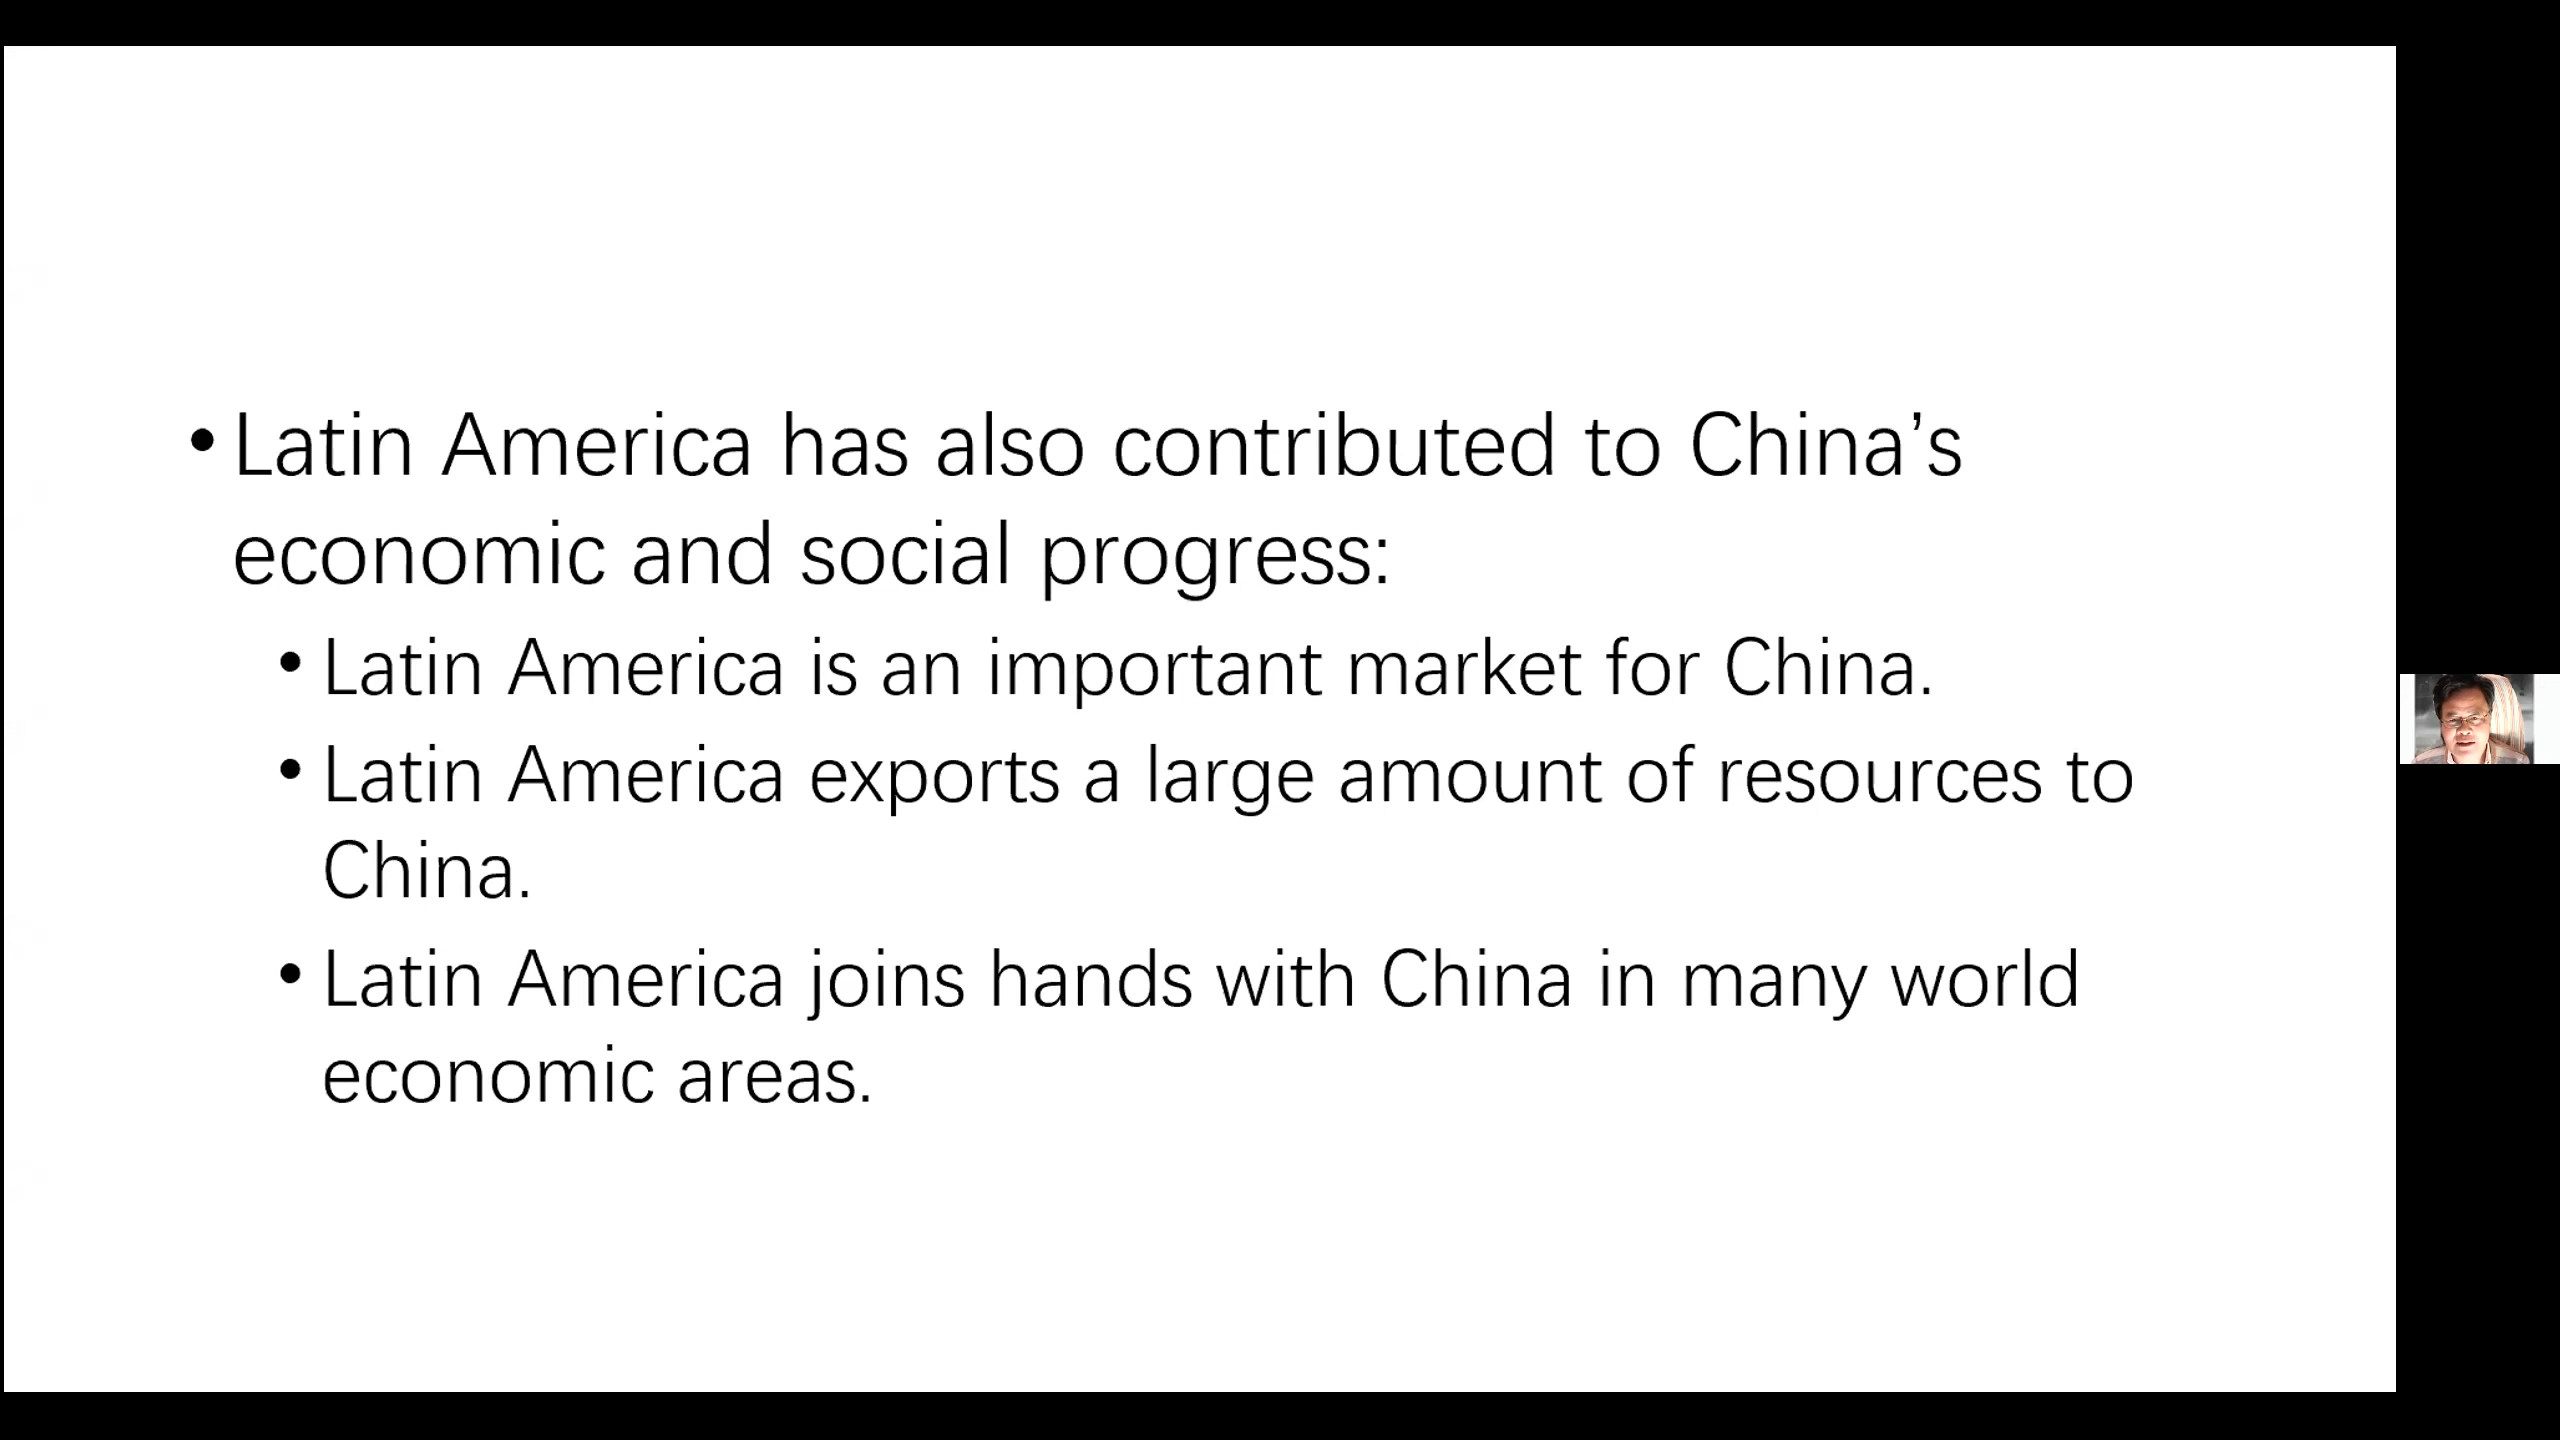 • Latin America has also contributed to China’s
economic and social progress:
• Latin America is an important market for China.
• Latin America exports a large amount of resources to
China.
• Latin America joins hands with China in many world
economic areas.